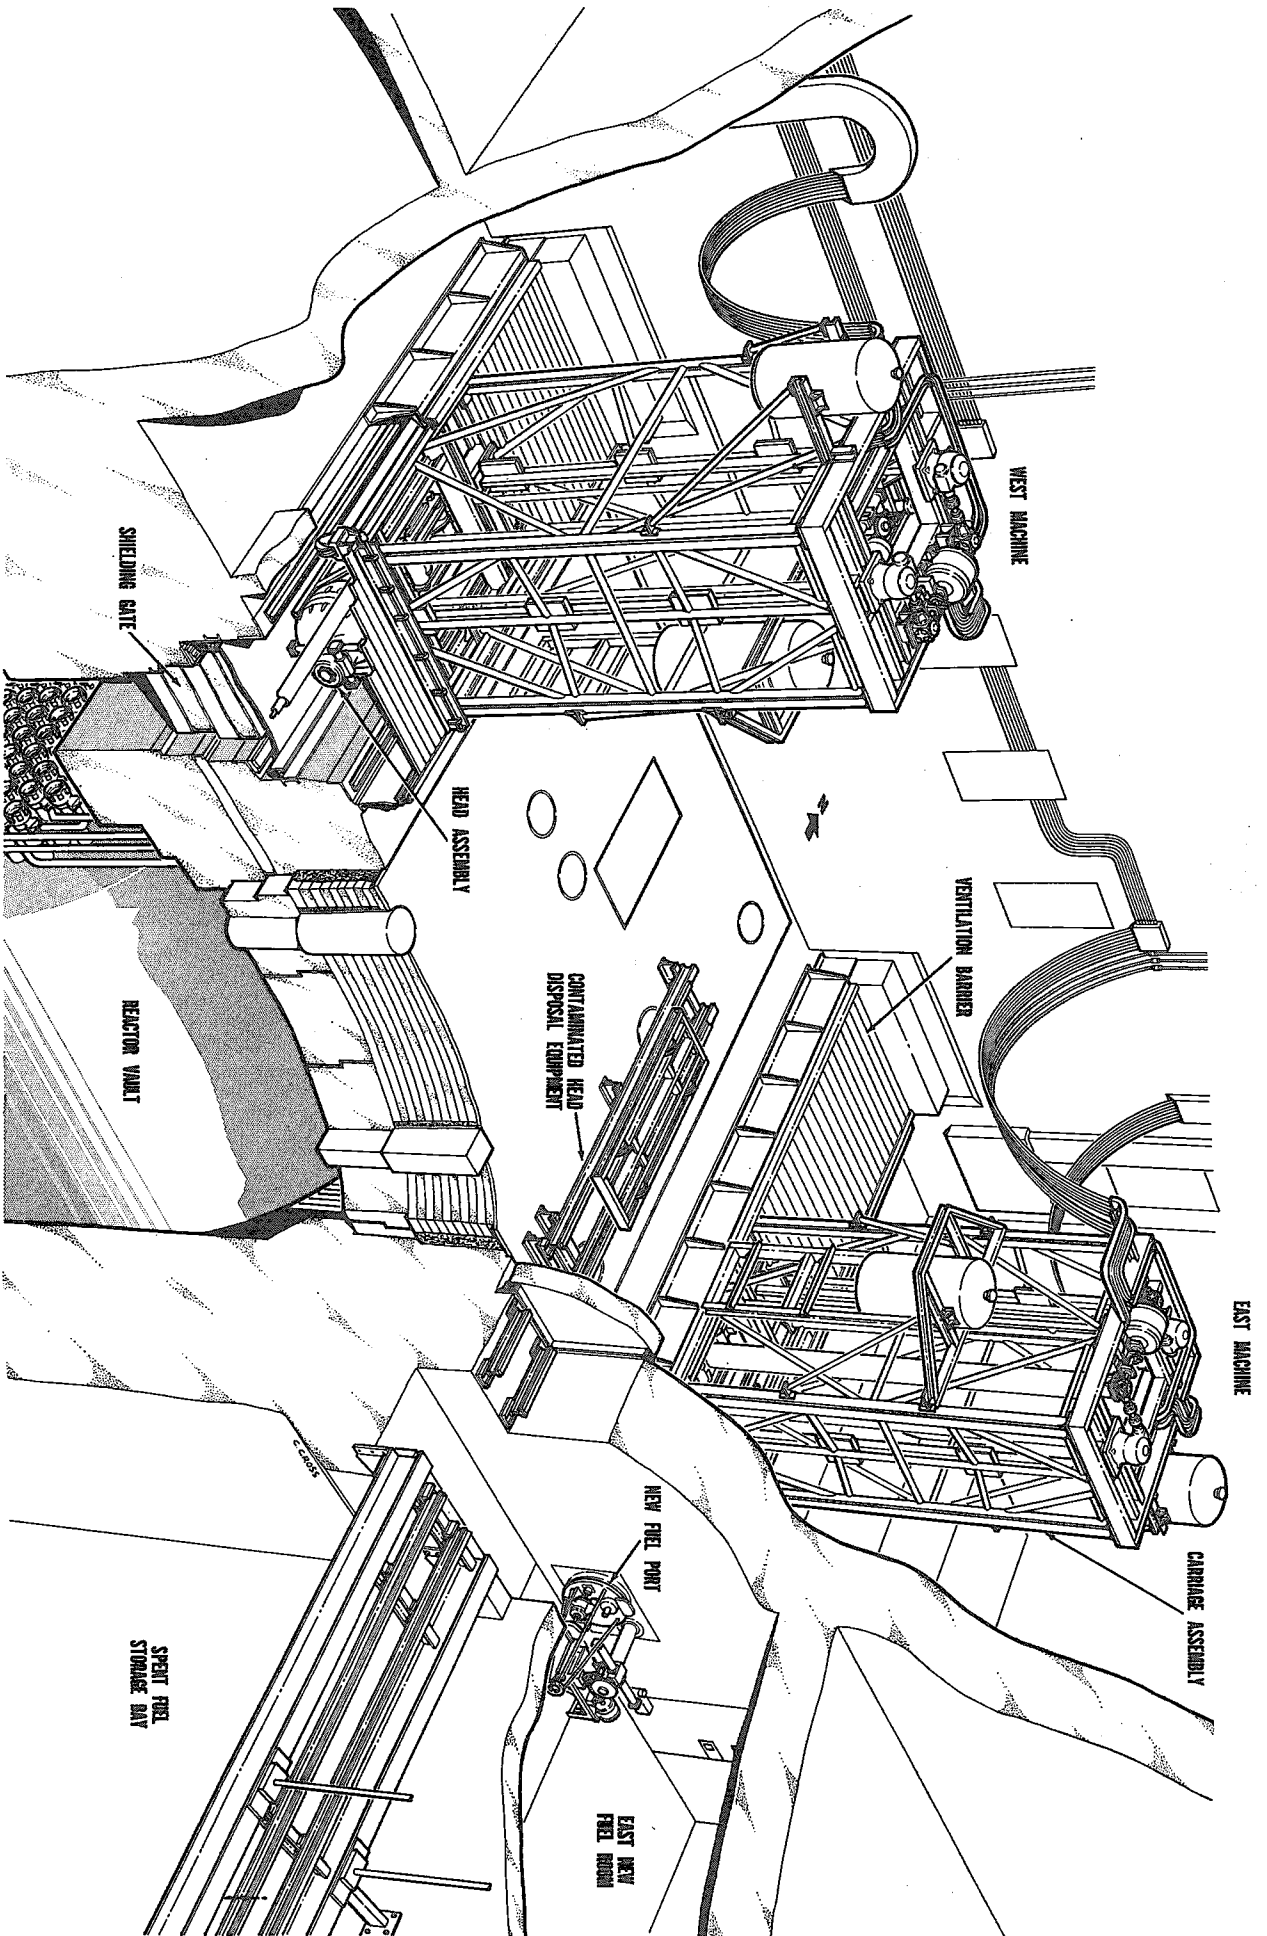 EAST MACHINE
CARRIAGE ASSEMBLY
WEST MACHINE
VENTILATION BARRIER
N
NEW FUEL PORT
EAST NEW
FUEL ROOM
HEAD ASSEMBLY
CONTAMINATED HEAD
DISPOSAL EQUIPMENT
C. CROSS
SHIELDING GATE
REACTOR VAULT
SPENT FUEL
STORAGE BAY